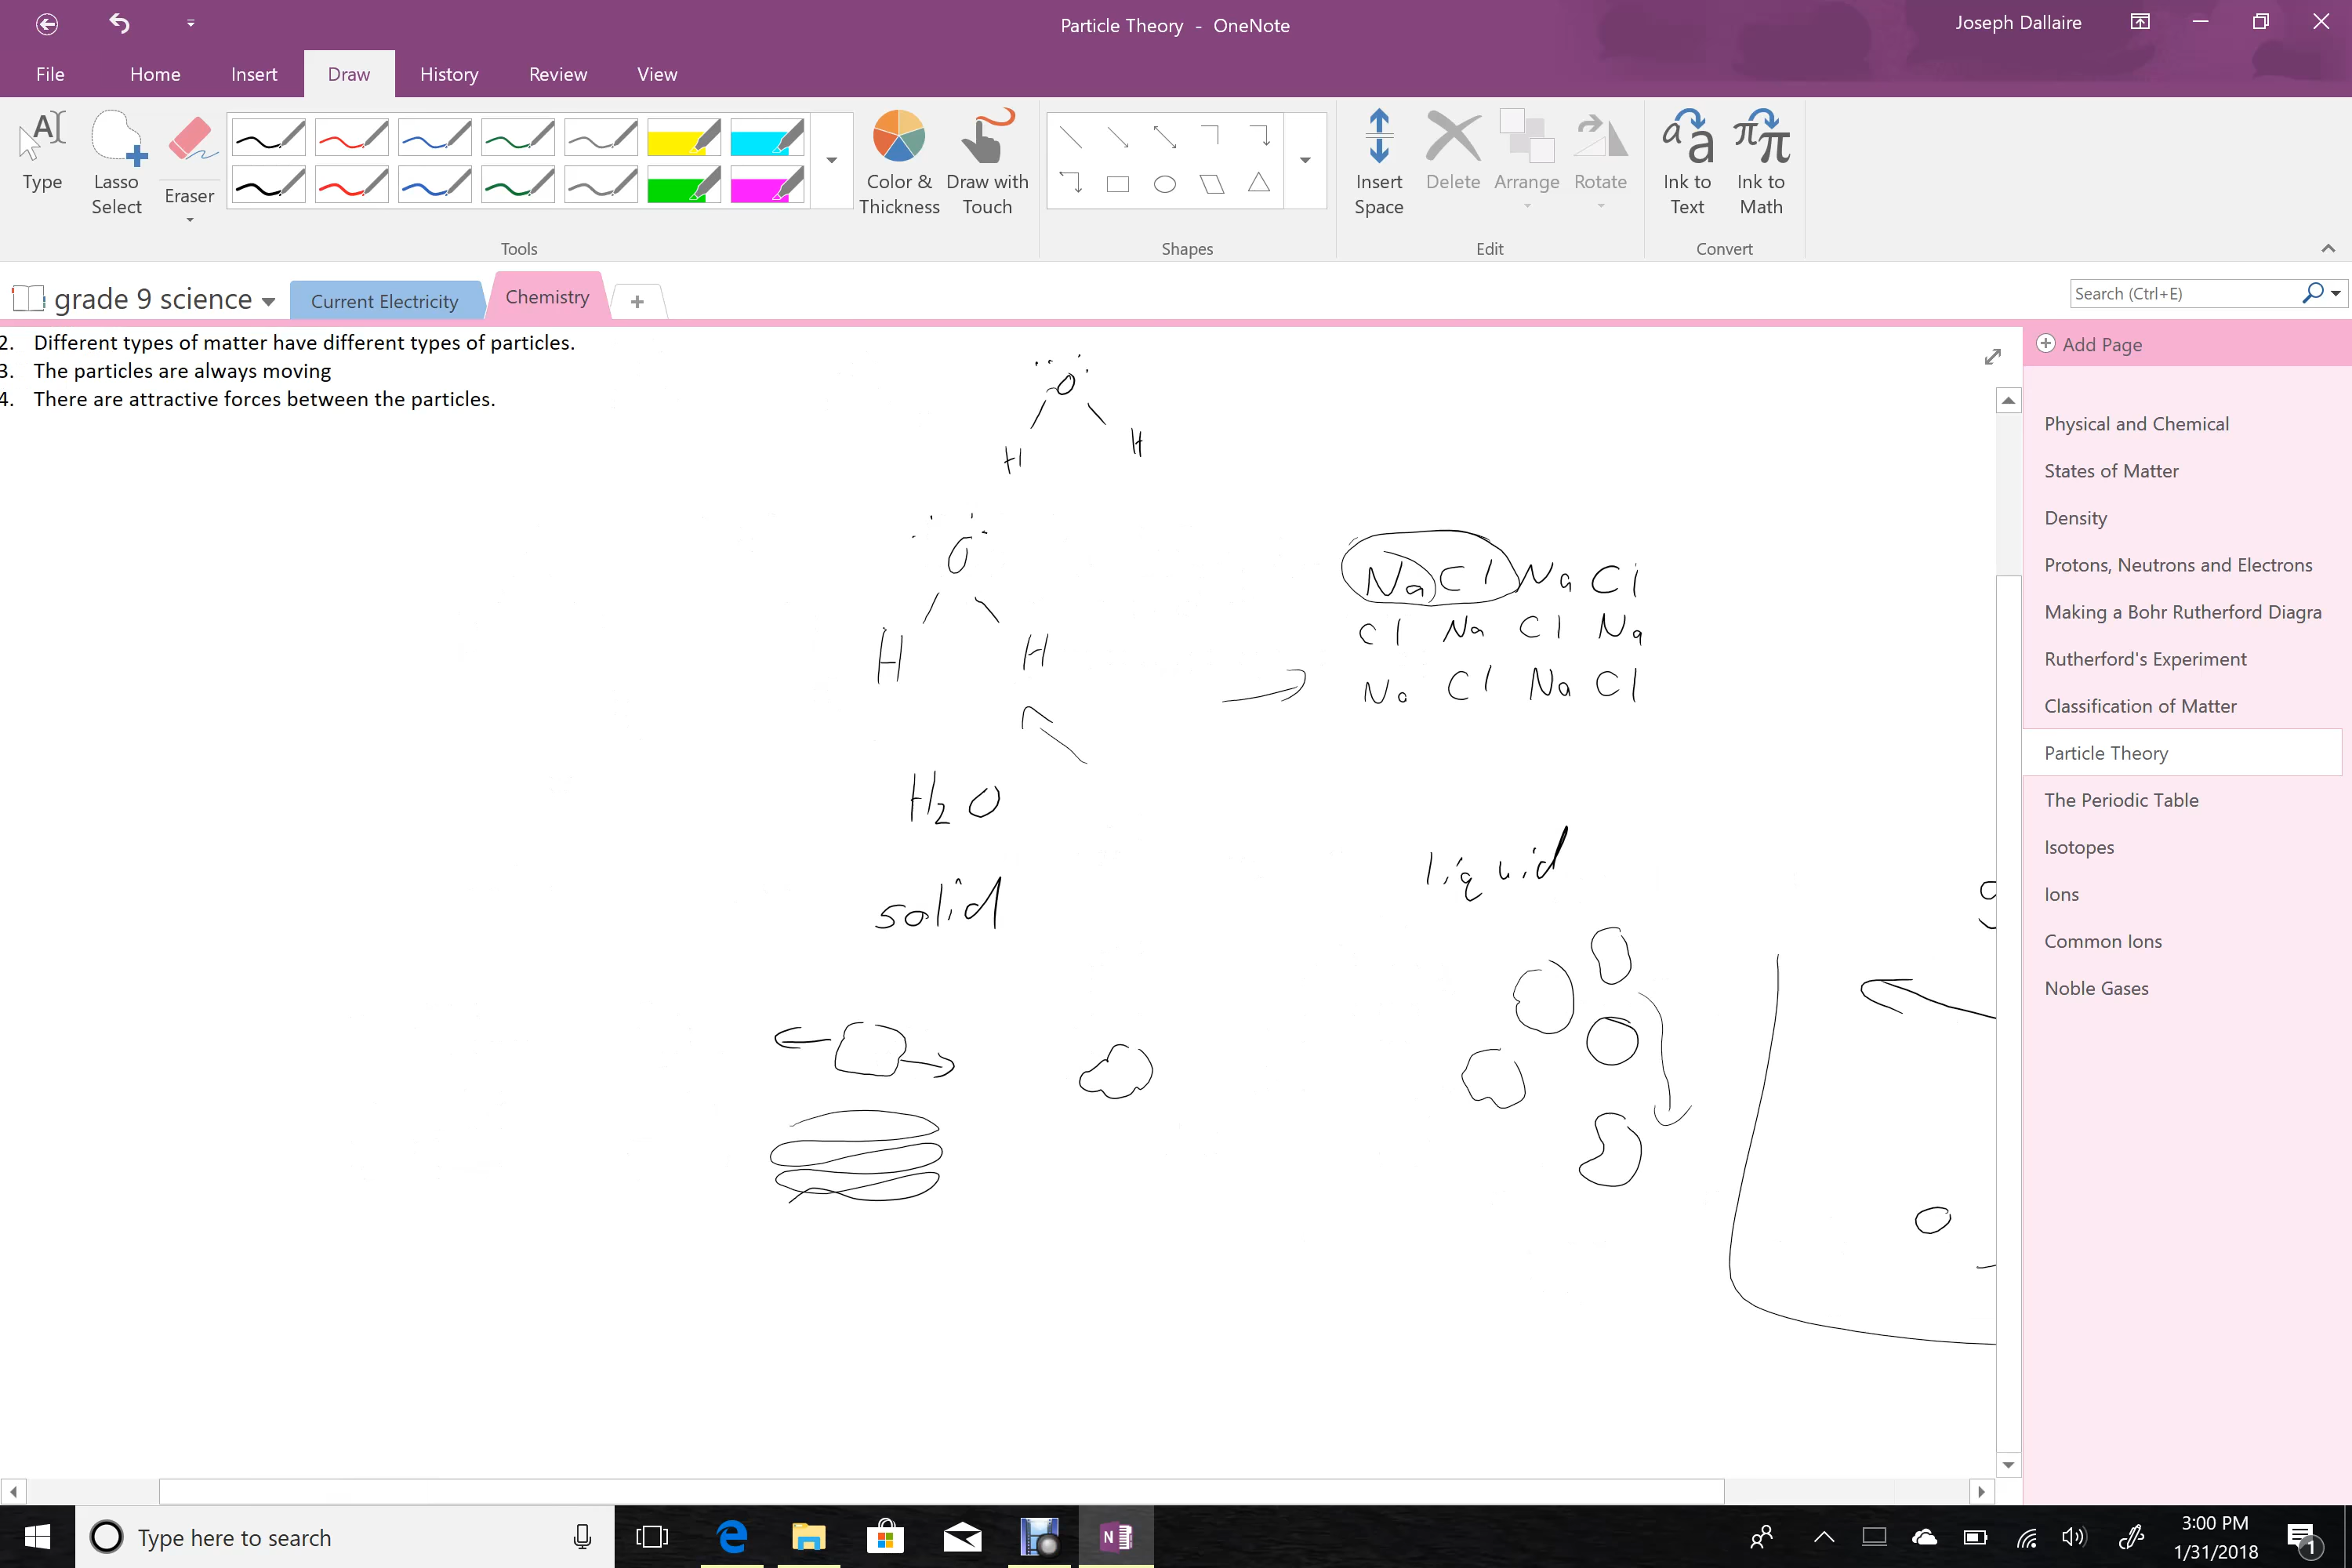 Particle Theory - OneNote
Joseph Dallaire
File Home Insert Draw History Review View
Type
Lasso Select
Eraser
Color & Thickness
Draw with Touch
Insert Space
Delete
Arrange
Rotate
Ink to Text
Ink to Math
Tools
Shapes
Edit
Convert
grade 9 science
Current Electricity
Chemistry
Search (Ctrl+E)
2. Different types of matter have different types of particles.
3. The particles are always moving
4. There are attractive forces between the particles.
O
H H
O
H H
H2O
Na Cl Na Cl
Cl Na Cl Na
Na Cl Na Cl
solid
liquid
Add Page
Physical and Chemical
States of Matter
Density
Protons, Neutrons and Electrons
Making a Bohr Rutherford Diagra
Rutherford's Experiment
Classification of Matter
Particle Theory
The Periodic Table
Isotopes
Ions
Common Ions
Noble Gases
Type here to search
3:00 PM
1/31/2018
1